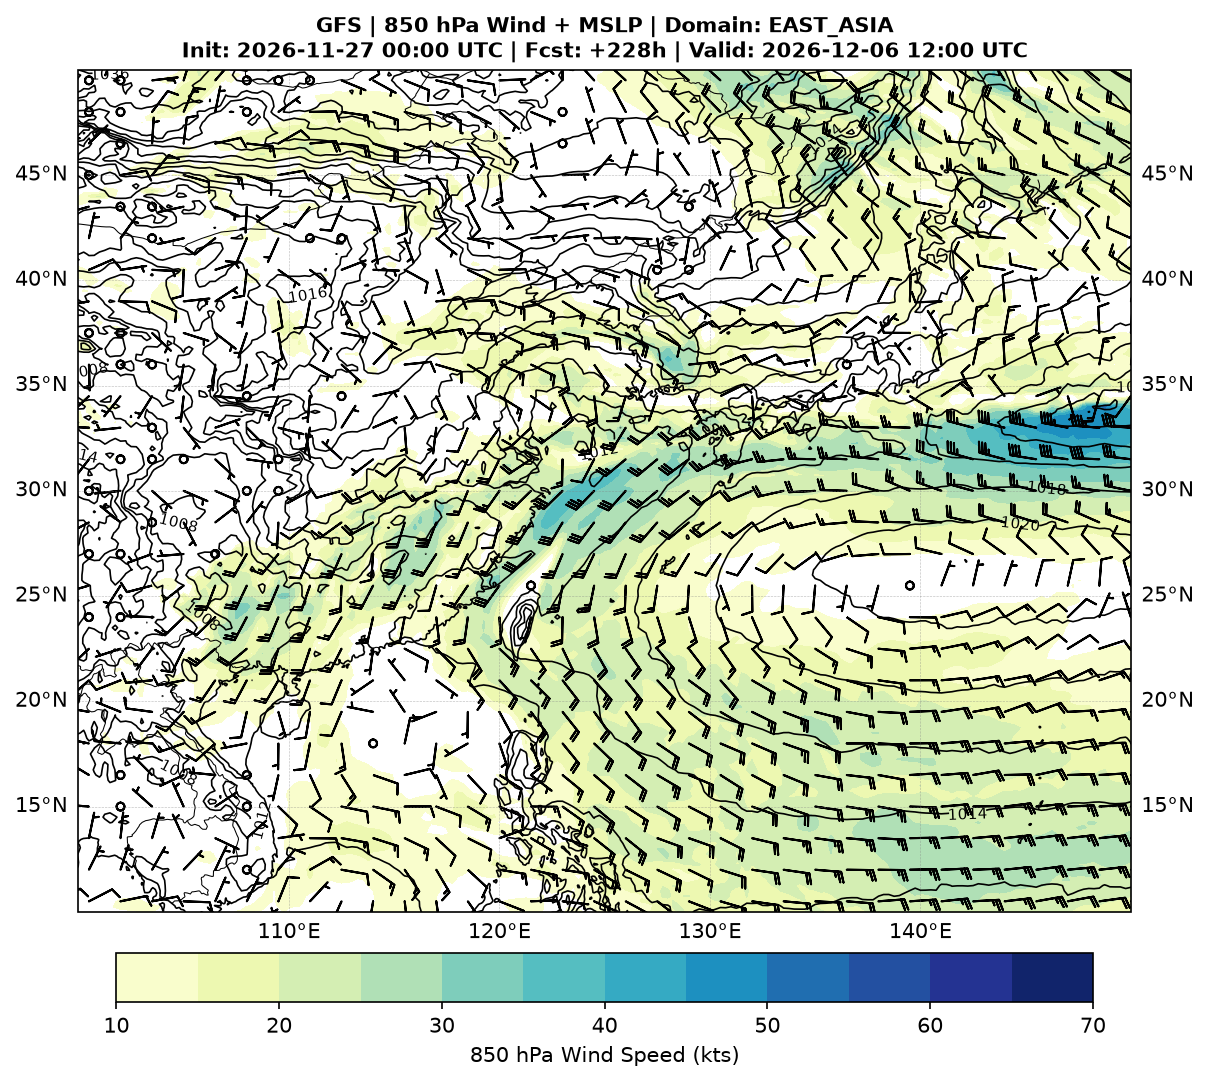 GFS | 850 hPa Wind + MSLP | Domain: EAST_ASIA
Init: 2026-11-27 00:00 UTC | Fcst: +228h | Valid: 2026-12-06 12:00 UTC
45°N 45°N
40°N 40°N
1016
35°N 35°N
1012
30°N 1018 30°N
1008 1020
25°N 25°N
1006
20°N 20°N
1008
15°N 1012 1014 15°N
110°E 120°E 130°E 140°E
10 20 30 40 50 60 70
850 hPa Wind Speed (kts)